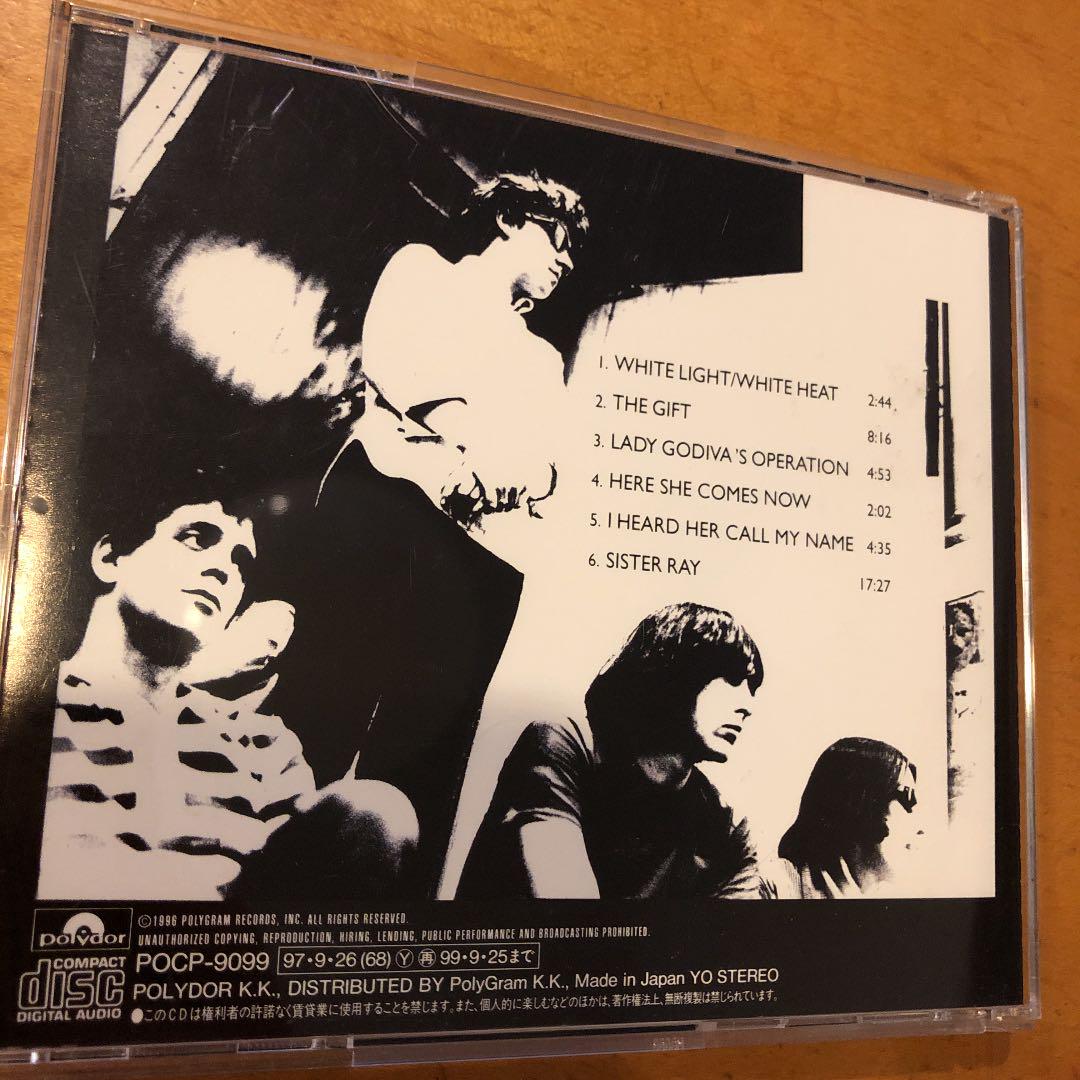 1. WHITE LIGHT/WHITE HEAT 2:44
2. THE GIFT 8:16
3. LADY GODIVA'S OPERATION 4:53
4. HERE SHE COMES NOW 2:02
5. I HEARD HER CALL MY NAME 4:35
6. SISTER RAY 17:27
polydor
©1996 POLYGRAM RECORDS, INC. ALL RIGHTS RESERVED.
UNAUTHORIZED COPYING, REPRODUCTION, HIRING, LENDING, PUBLIC PERFORMANCE AND BROADCASTING PROHIBITED.
COMPACT
disc
DIGITAL AUDIO
POCP-9099 97・9・26(68) Ⓨ ㊢ 99・9・25まで
POLYDOR K.K., DISTRIBUTED BY PolyGram K.K., Made in Japan YO STEREO
●このCDは権利者の許諾なく賃貸業に使用することを禁じます。また、個人的に楽しむなどのほかは、著作権法上、無断複製は禁じられています。